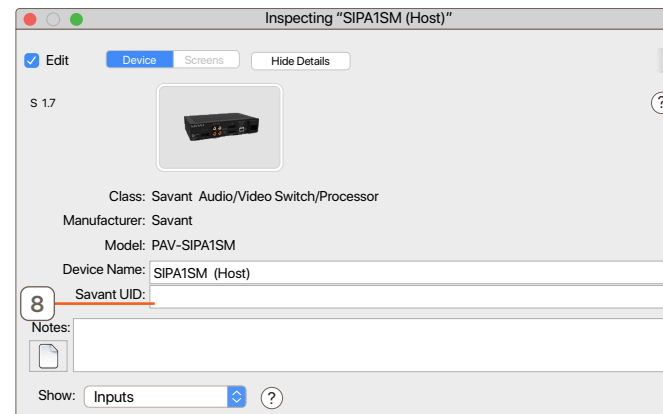 Inspecting “SIPA1SM (Host)”
Edit Device Screens Hide Details
S 1.7
?
Class: Savant Audio/Video Switch/Processor
Manufacturer: Savant
Model: PAV-SIPA1SM
Device Name: SIPA1SM (Host)
8 Savant UID:
Notes:
Show: Inputs ?